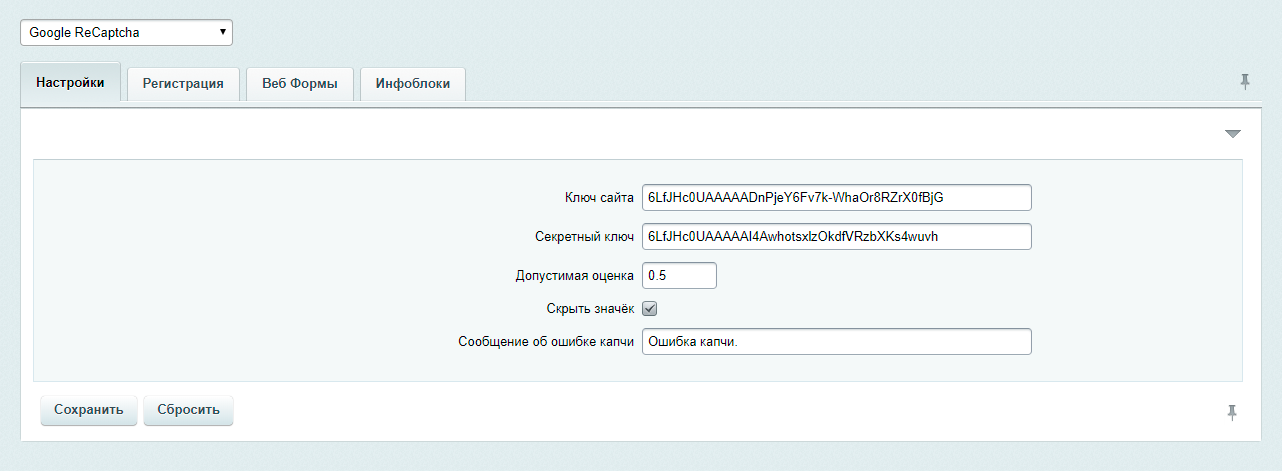 Google ReCaptcha
Настройки Регистрация Веб Формы Инфоблоки
Ключ сайта 6LfJHc0UAAAAADnPjeY6Fv7k-WhaOr8RZrX0fBjG
Секретный ключ 6LfJHc0UAAAAAI4AwhotsxlzOkdfVRzbXKs4wuvh
Допустимая оценка 0.5
Скрыть значёк
Сообщение об ошибке капчи Ошибка капчи.
Сохранить Сбросить